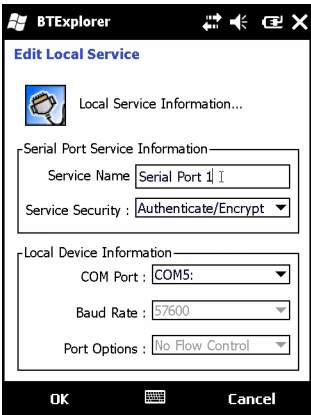 BTExplorer
Edit Local Service
Local Service Information...
Serial Port Service Information
Service Name Serial Port 1
Service Security : Authenticate/Encrypt
Local Device Information
COM Port : COM5:
Baud Rate : 57600
Port Options : No Flow Control
OK Cancel